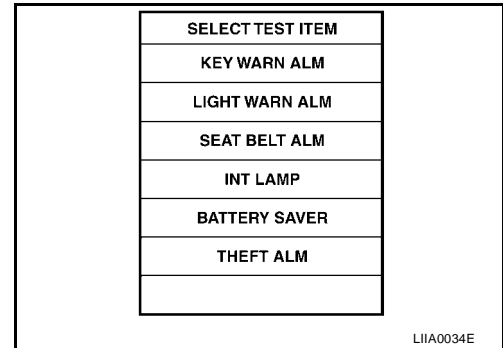 SELECT TEST ITEM
KEY WARN ALM
LIGHT WARN ALM
SEAT BELT ALM
INT LAMP
BATTERY SAVER
THEFT ALM
LIIA0034E